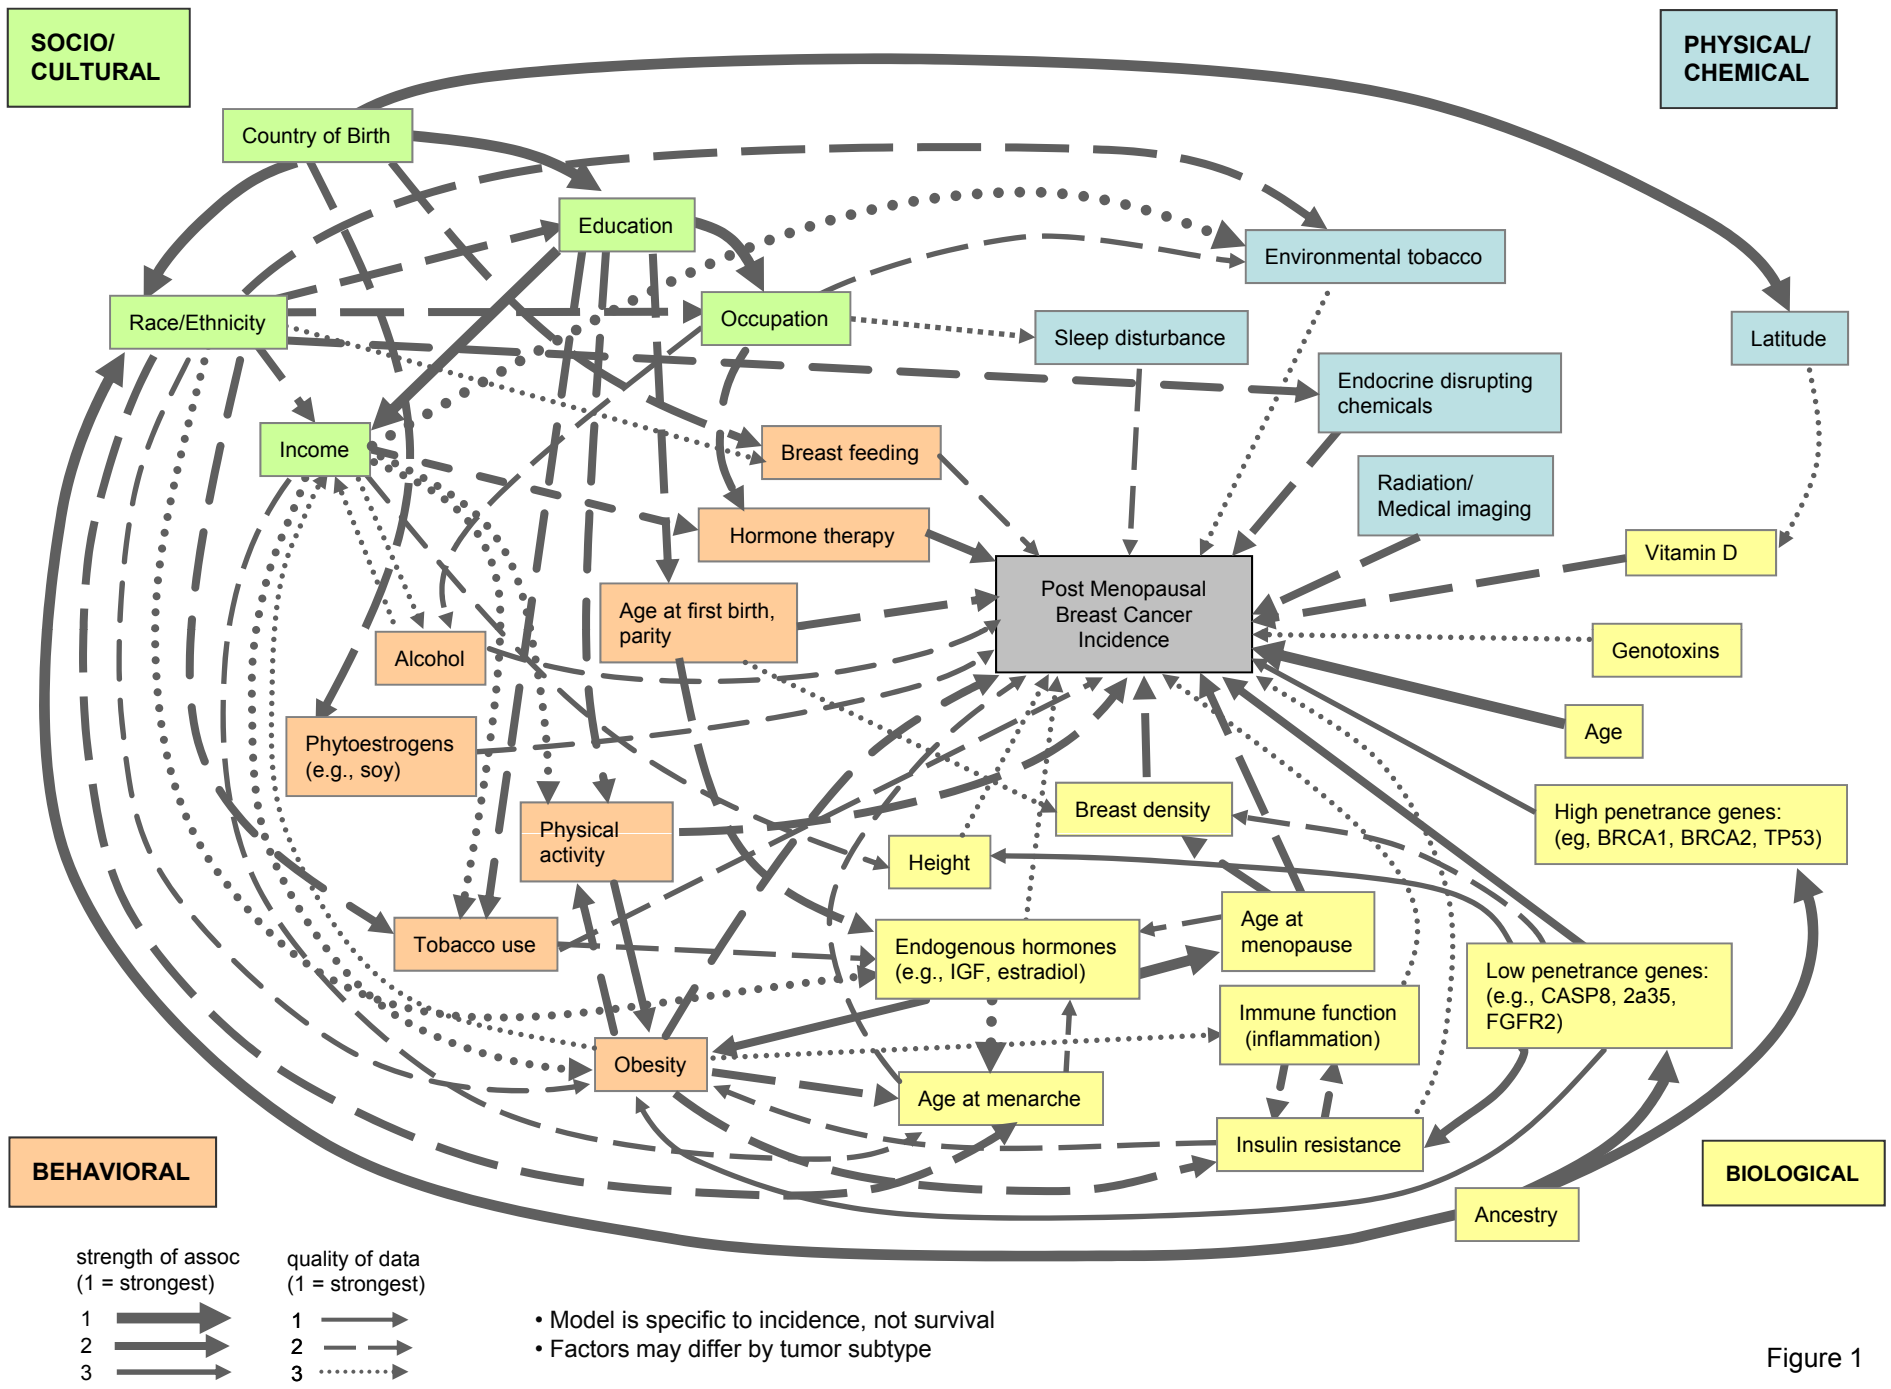 SOCIO/
CULTURAL
PHYSICAL/
CHEMICAL
Country of Birth
Education
Environmental tobacco
Race/Ethnicity
Occupation
Sleep disturbance
Latitude
Endocrine disrupting
chemicals
Income
Breast feeding
Radiation/
Medical imaging
Hormone therapy
Vitamin D
Post Menopausal
Breast Cancer
Incidence
Age at first birth,
parity
Alcohol
Genotoxins
Phytoestrogens
(e.g., soy)
Age
Breast density
High penetrance genes:
(eg, BRCA1, BRCA2, TP53)
Physical
activity
Height
Tobacco use
Endogenous hormones
(e.g., IGF, estradiol)
Age at
menopause
Low penetrance genes:
(e.g., CASP8, 2a35,
FGFR2)
Immune function
(inflammation)
Obesity
Age at menarche
Insulin resistance
BEHAVIORAL
BIOLOGICAL
Ancestry
strength of assoc
(1 = strongest)
1
2
3
quality of data
(1 = strongest)
1
2
3
• Model is specific to incidence, not survival
• Factors may differ by tumor subtype
Figure 1